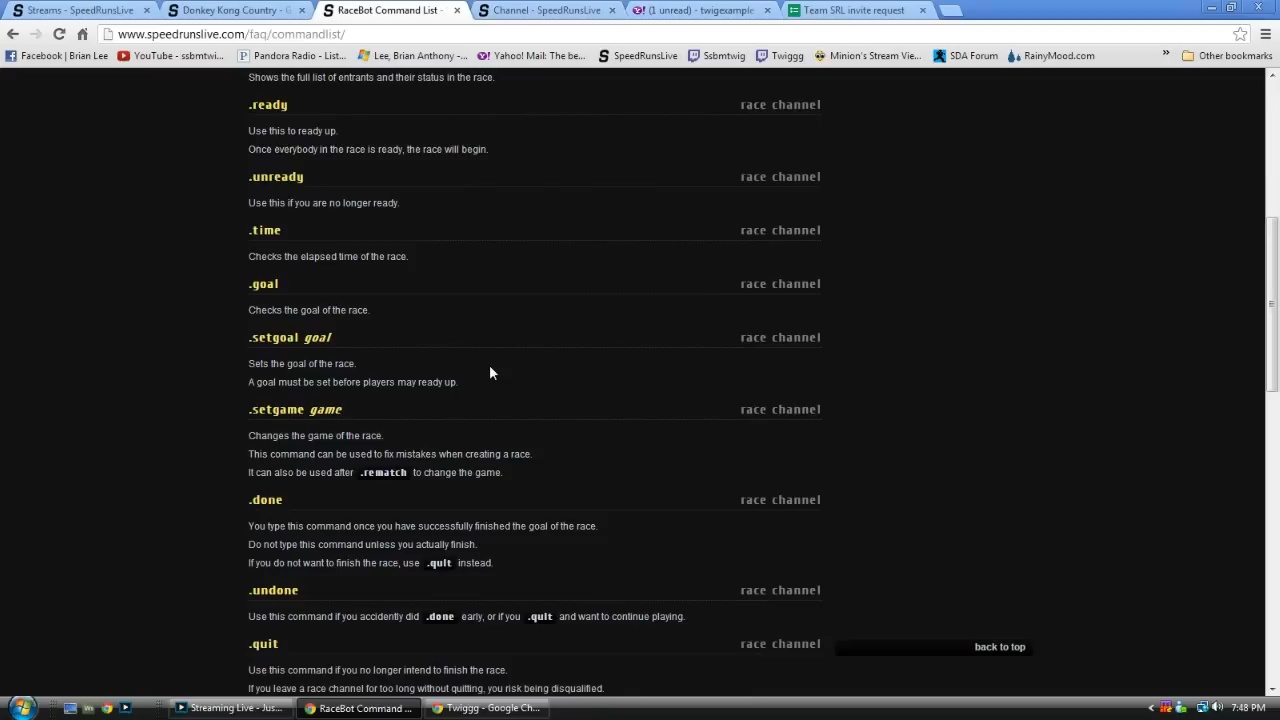 Streams - SpeedRunsLive
Donkey Kong Country - G
RaceBot Command List -
Channel - SpeedRunsLive
(1 unread) - twigexample
Team SRL invite request
www.speedrunslive.com/faq/commandlist/
Facebook | Brian Lee
YouTube - ssbmtwi...
Pandora Radio - List...
Lee, Brian Anthony -...
Yahoo! Mail: The be...
SpeedRunsLive
Ssbmtwig
Twiggg
Minion's Stream Vie...
SDA Forum
RainyMood.com
»
Other bookmarks
Shows the full list of entrants and their status in the race.
.ready race channel
Use this to ready up.
Once everybody in the race is ready, the race will begin.
.unready race channel
Use this if you are no longer ready.
.time race channel
Checks the elapsed time of the race.
.goal race channel
Checks the goal of the race.
.setgoal goal race channel
Sets the goal of the race.
A goal must be set before players may ready up.
.setgame game race channel
Changes the game of the race.
This command can be used to fix mistakes when creating a race.
It can also be used after .rematch to change the game.
.done race channel
You type this command once you have successfully finished the goal of the race.
Do not type this command unless you actually finish.
If you do not want to finish the race, use .quit instead.
.undone race channel
Use this command if you accidently did .done early, or if you .quit and want to continue playing.
.quit race channel
back to top
Use this command if you no longer intend to finish the race.
If you leave a race channel for too long without quitting, you risk being disqualified.
Streaming Live - Jus...
RaceBot Command ...
Twiggg - Google Ch...
7:48 PM